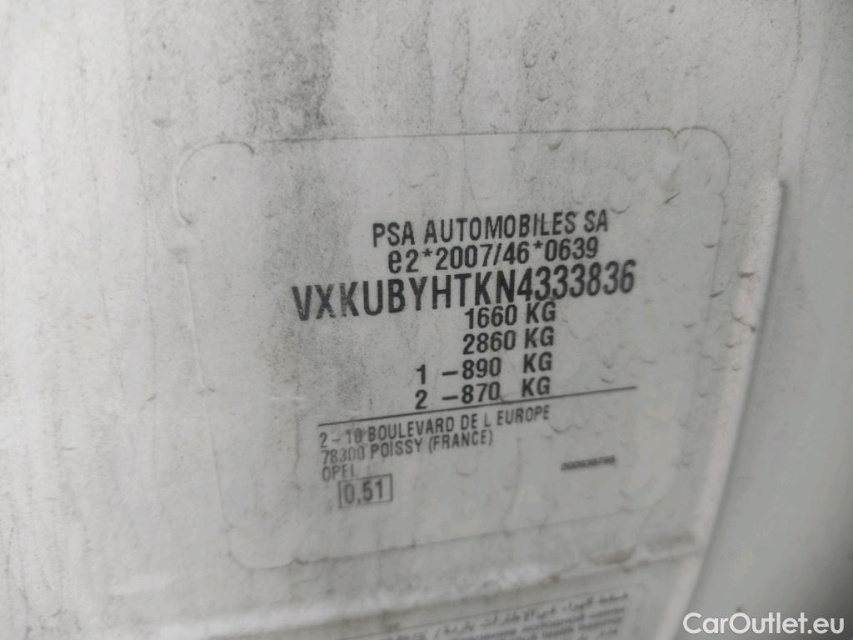 PSA AUTOMOBILES SA
e2*2007/46*0639
VXKUBYHTKN4333836
1660 KG
2860 KG
1 -890 KG
2 -870 KG
2-10 BOULEVARD DE L EUROPE
78300 POISSY (FRANCE)
OPEL
0.51
CarOutlet.eu